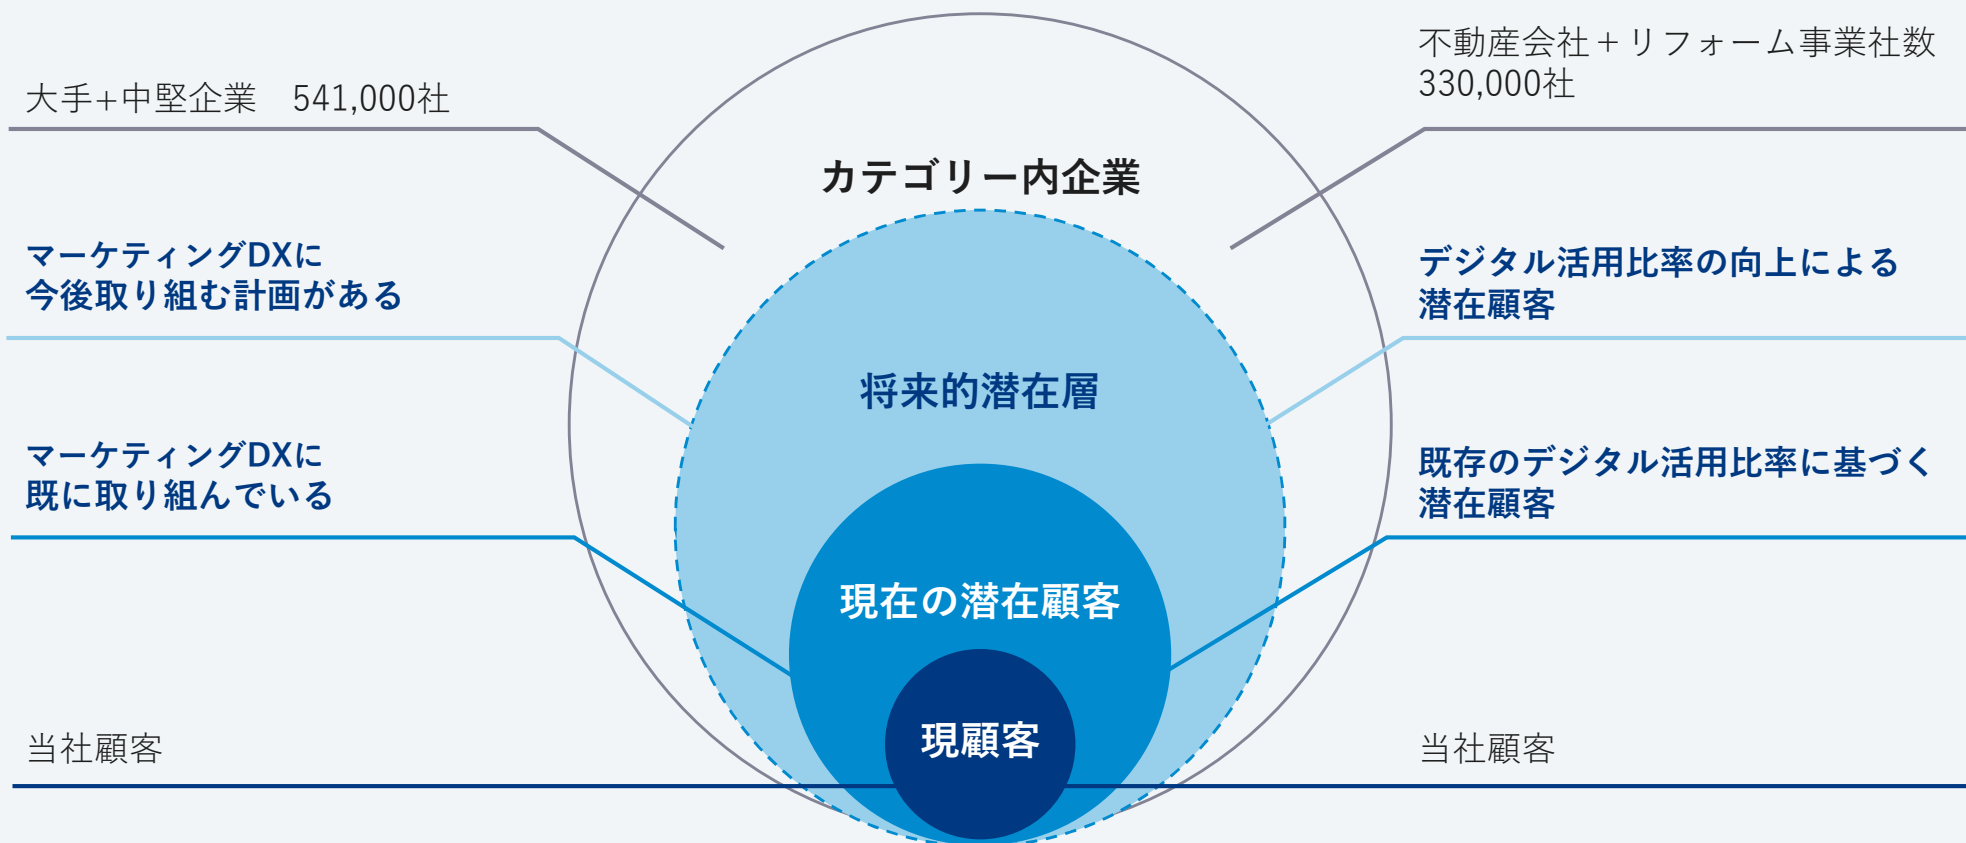 大手+中堅企業　541,000社
マーケティングDXに
今後取り組む計画がある
マーケティングDXに
既に取り組んでいる
当社顧客
カテゴリー内企業
将来的潜在層
現在の潜在顧客
現顧客
不動産会社＋リフォーム事業社数
330,000社
デジタル活用比率の向上による
潜在顧客
既存のデジタル活用比率に基づく
潜在顧客
当社顧客